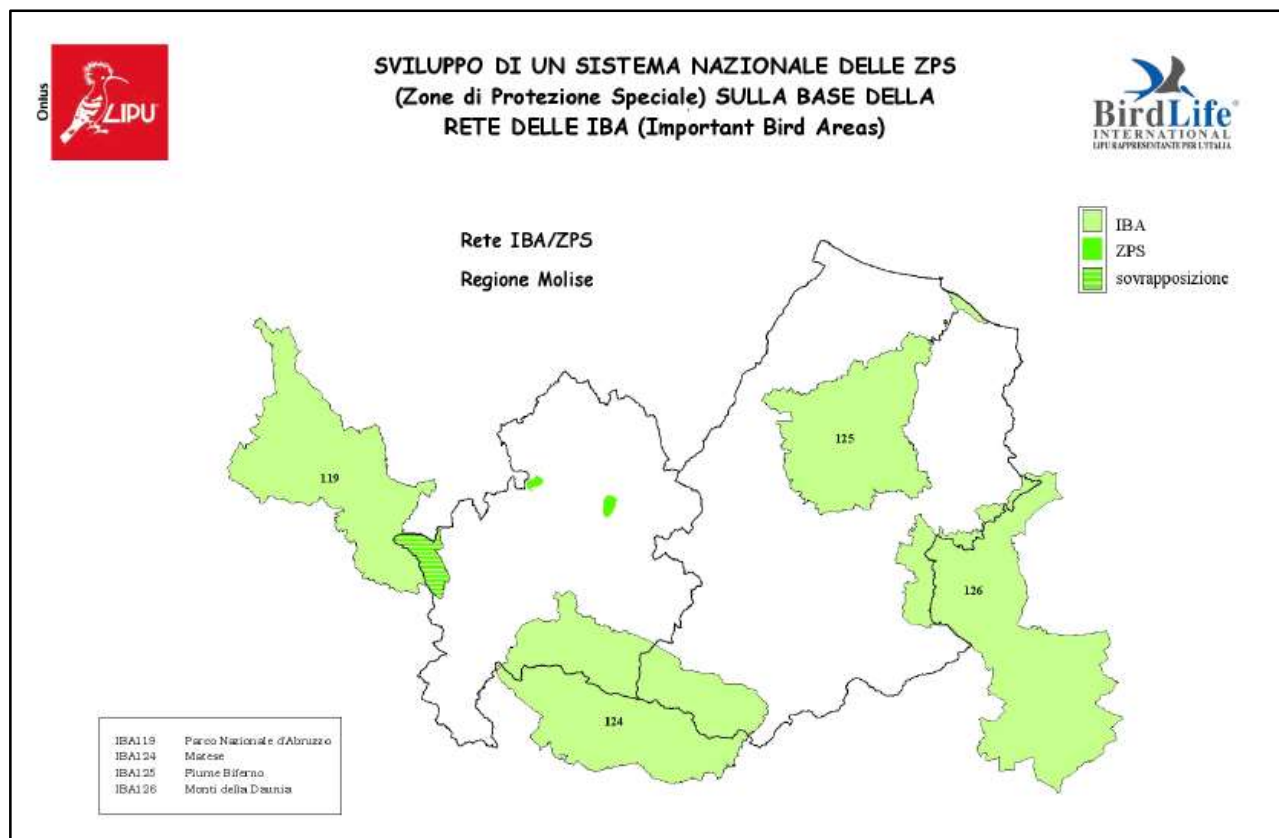 Onlus
LIPU
SVILUPPO DI UN SISTEMA NAZIONALE DELLE ZPS
(Zone di Protezione Speciale) SULLA BASE DELLA
RETE DELLE IBA (Important Bird Areas)
BirdLife®
INTERNATIONAL
LIPU RAPPRESENTANTE PER L'ITALIA
Rete IBA/ZPS
Regione Molise
IBA
ZPS
sovrapposizione
119
125
126
124
IBA119 Parco Nazionale d'Abruzzo
IBA124 Matese
IBA125 Fiume Biferno
IBA126 Monti della Daunia